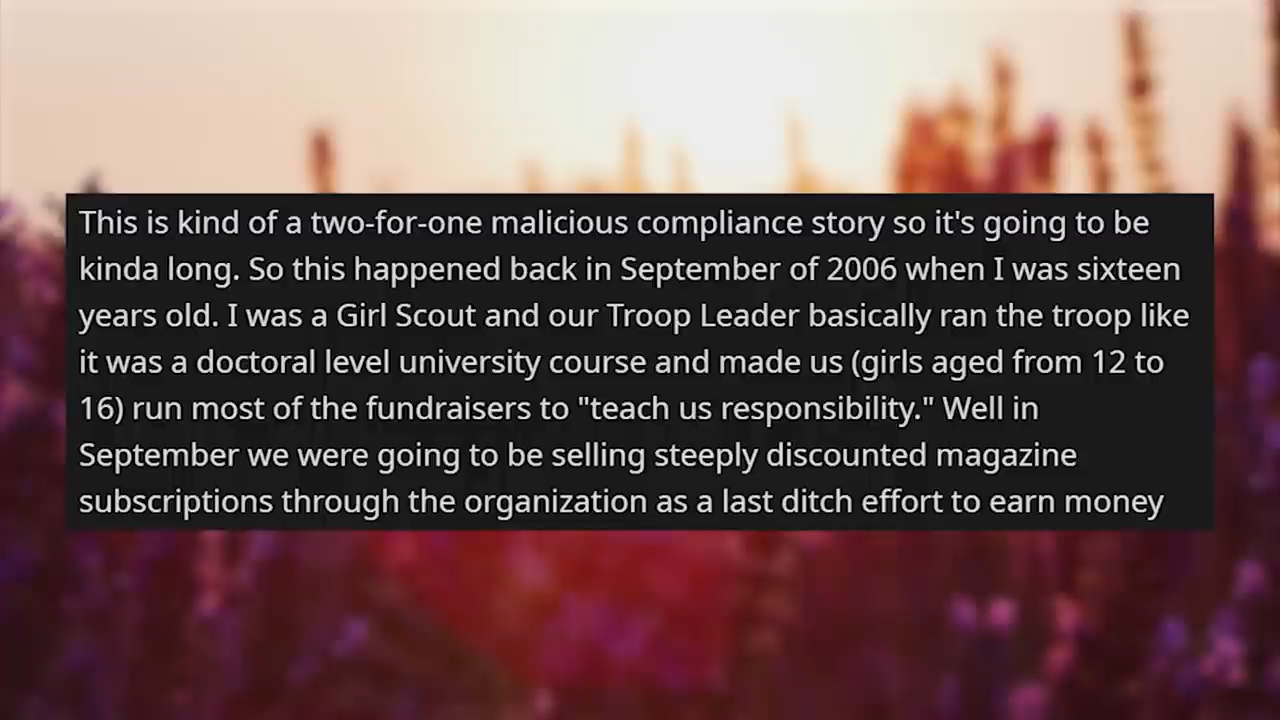 This is kind of a two-for-one malicious compliance story so it's going to be
kinda long. So this happened back in September of 2006 when I was sixteen
years old. I was a Girl Scout and our Troop Leader basically ran the troop like
it was a doctoral level university course and made us (girls aged from 12 to
16) run most of the fundraisers to "teach us responsibility." Well in
September we were going to be selling steeply discounted magazine
subscriptions through the organization as a last ditch effort to earn money